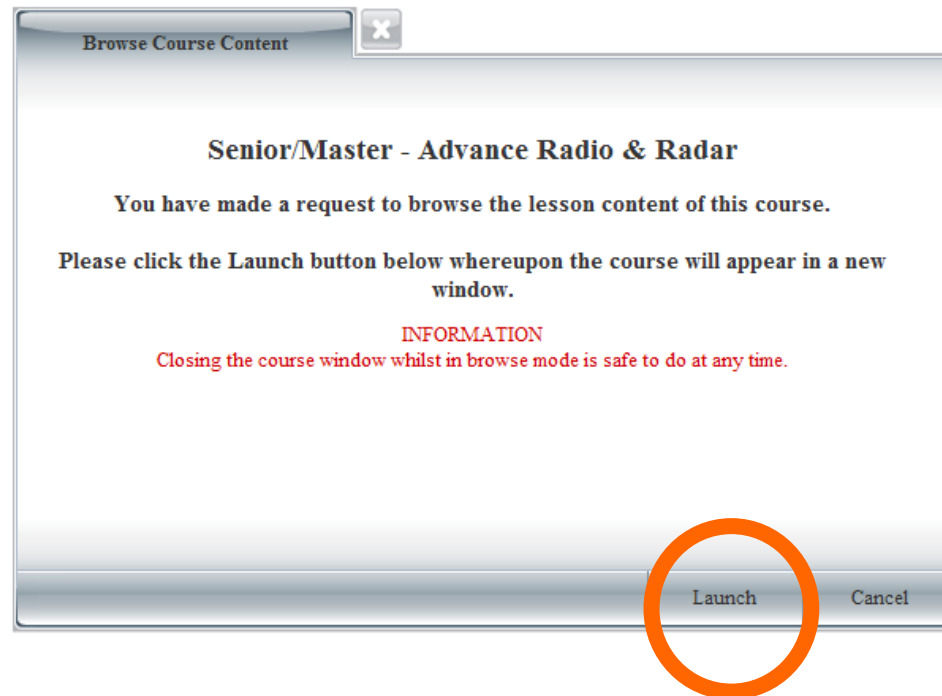 Browse Course Content
Senior/Master - Advance Radio & Radar
You have made a request to browse the lesson content of this course.
Please click the Launch button below whereupon the course will appear in a new
window.
INFORMATION
Closing the course window whilst in browse mode is safe to do at any time.
Launch Cancel